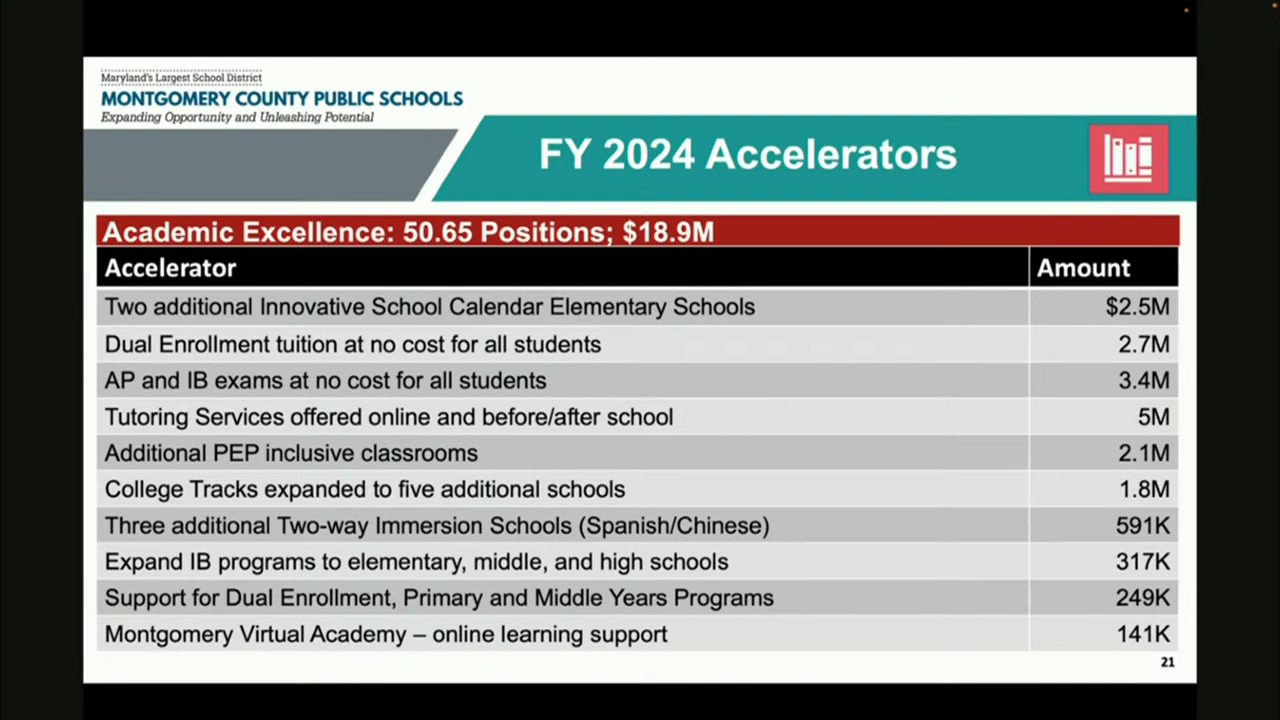 Maryland's Largest School District
MONTGOMERY COUNTY PUBLIC SCHOOLS
Expanding Opportunity and Unleashing Potential
FY 2024 Accelerators
Academic Excellence: 50.65 Positions; $18.9M
Accelerator Amount
Two additional Innovative School Calendar Elementary Schools $2.5M
Dual Enrollment tuition at no cost for all students 2.7M
AP and IB exams at no cost for all students 3.4M
Tutoring Services offered online and before/after school 5M
Additional PEP inclusive classrooms 2.1M
College Tracks expanded to five additional schools 1.8M
Three additional Two-way Immersion Schools (Spanish/Chinese) 591K
Expand IB programs to elementary, middle, and high schools 317K
Support for Dual Enrollment, Primary and Middle Years Programs 249K
Montgomery Virtual Academy – online learning support 141K
21